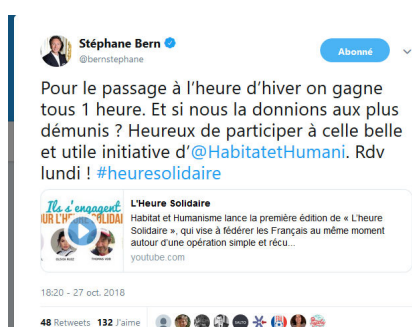 Stéphane Bern
@bernstephane
Abonné
Pour le passage à l'heure d'hiver on gagne
tous 1 heure. Et si nous la donnions aux plus
démunis ? Heureux de participer à celle belle
et utile initiative d'@HabitatetHumani. Rdv
lundi ! #heuresolidaire
Ils s'engagent
L'Heure Solidaire
Habitat et Humanisme lance la première édition de « L'heure
Solidaire », qui vise à fédérer les Français au même moment
autour d'une opération simple et récu...
youtube.com
18:20 - 27 oct. 2018
48 Retweets 132 J'aime